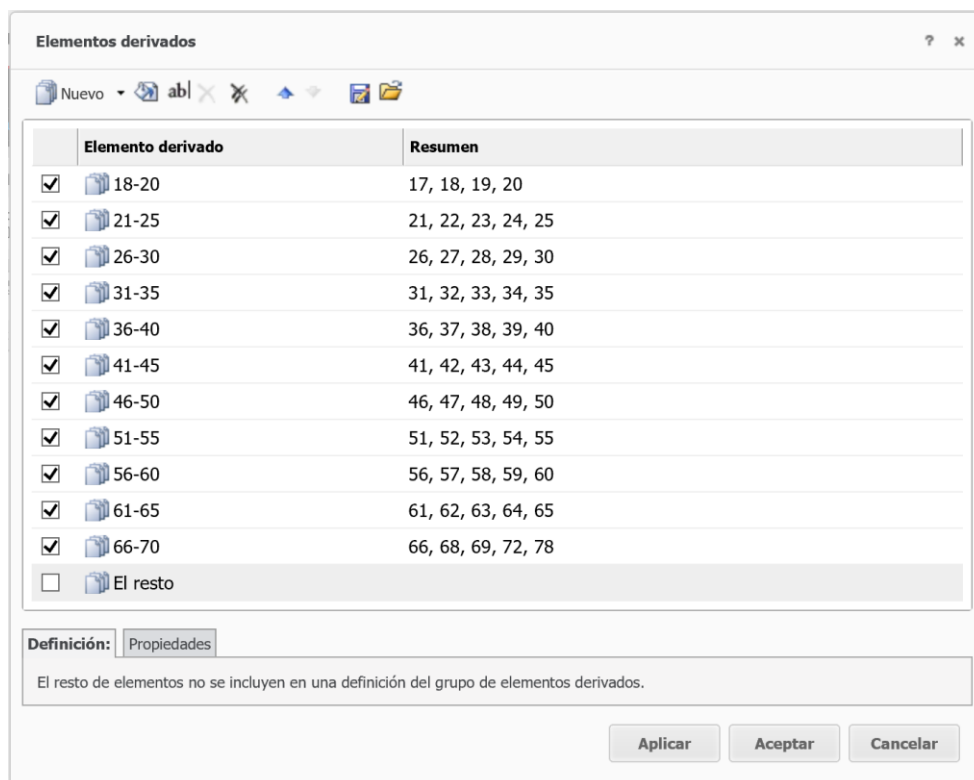 Elementos derivados ? x
Nuevo ab|
Elemento derivado Resumen
18-20 17, 18, 19, 20
21-25 21, 22, 23, 24, 25
26-30 26, 27, 28, 29, 30
31-35 31, 32, 33, 34, 35
36-40 36, 37, 38, 39, 40
41-45 41, 42, 43, 44, 45
46-50 46, 47, 48, 49, 50
51-55 51, 52, 53, 54, 55
56-60 56, 57, 58, 59, 60
61-65 61, 62, 63, 64, 65
66-70 66, 68, 69, 72, 78
El resto
Definición: Propiedades
El resto de elementos no se incluyen en una definición del grupo de elementos derivados.
Aplicar Aceptar Cancelar